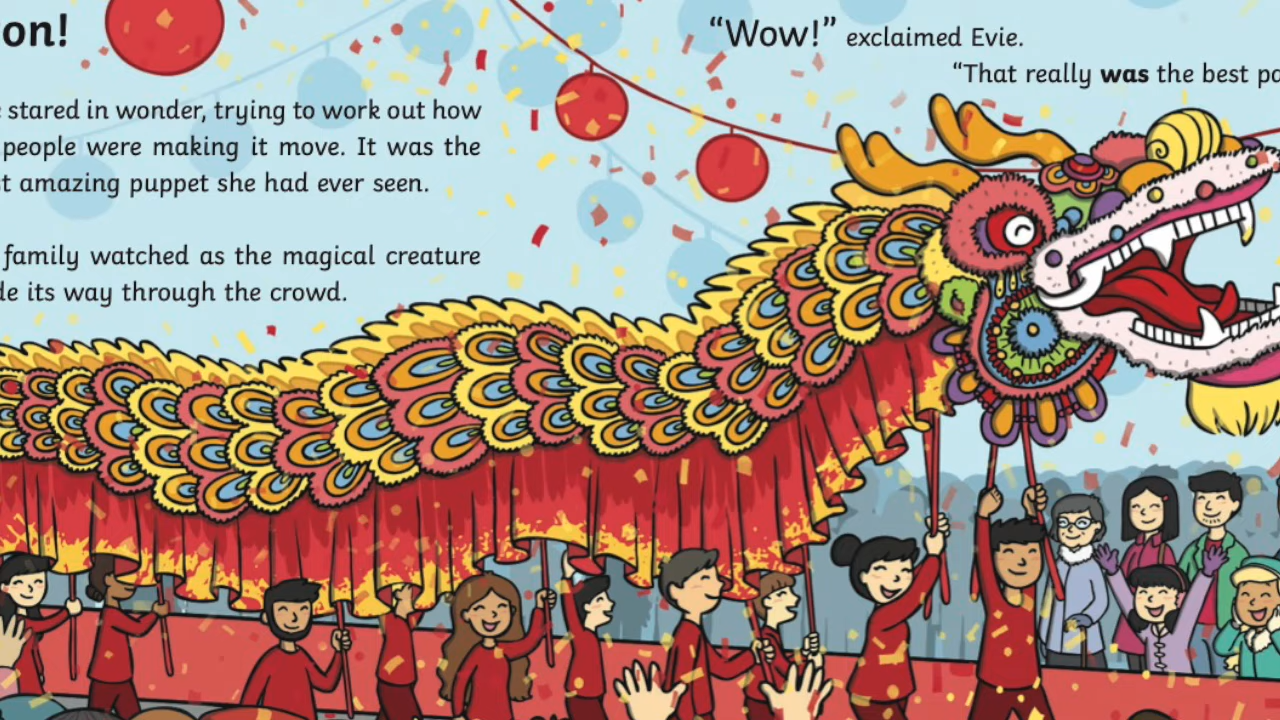 on!
stared in wonder, trying to work out how
people were making it move. It was the
amazing puppet she had ever seen.
family watched as the magical creature
its way through the crowd.
“Wow!” exclaimed Evie.
“That really was the best